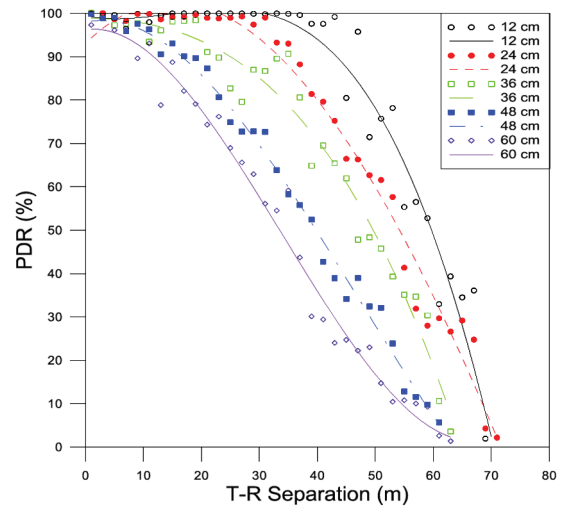 100
90
80
70
60
50
40
30
20
10
0
PDR (%)
0 10 20 30 40 50 60 70 80
T-R Separation (m)
12 cm
12 cm
24 cm
24 cm
36 cm
36 cm
48 cm
48 cm
60 cm
60 cm